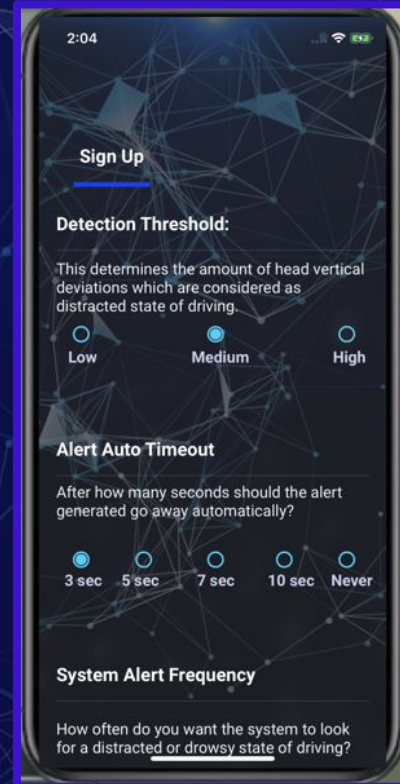 2:04
Sign Up
Detection Threshold:
This determines the amount of head vertical
deviations which are considered as
distracted state of driving.
Low Medium High
Alert Auto Timeout
After how many seconds should the alert
generated go away automatically?
3 sec 5 sec 7 sec 10 sec Never
System Alert Frequency
How often do you want the system to look
for a distracted or drowsy state of driving?